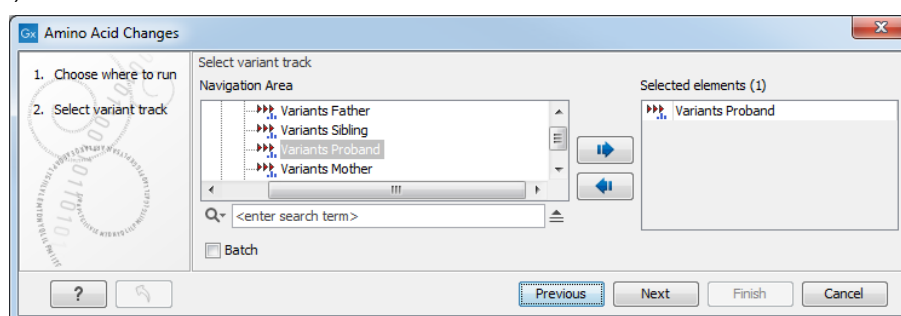 Gx Amino Acid Changes
1. Choose where to run
2. Select variant track
Select variant track
Navigation Area
Variants Father
Variants Sibling
Variants Proband
Variants Mother
<enter search term>
Batch
Selected elements (1)
Variants Proband
?
Previous
Next
Finish
Cancel